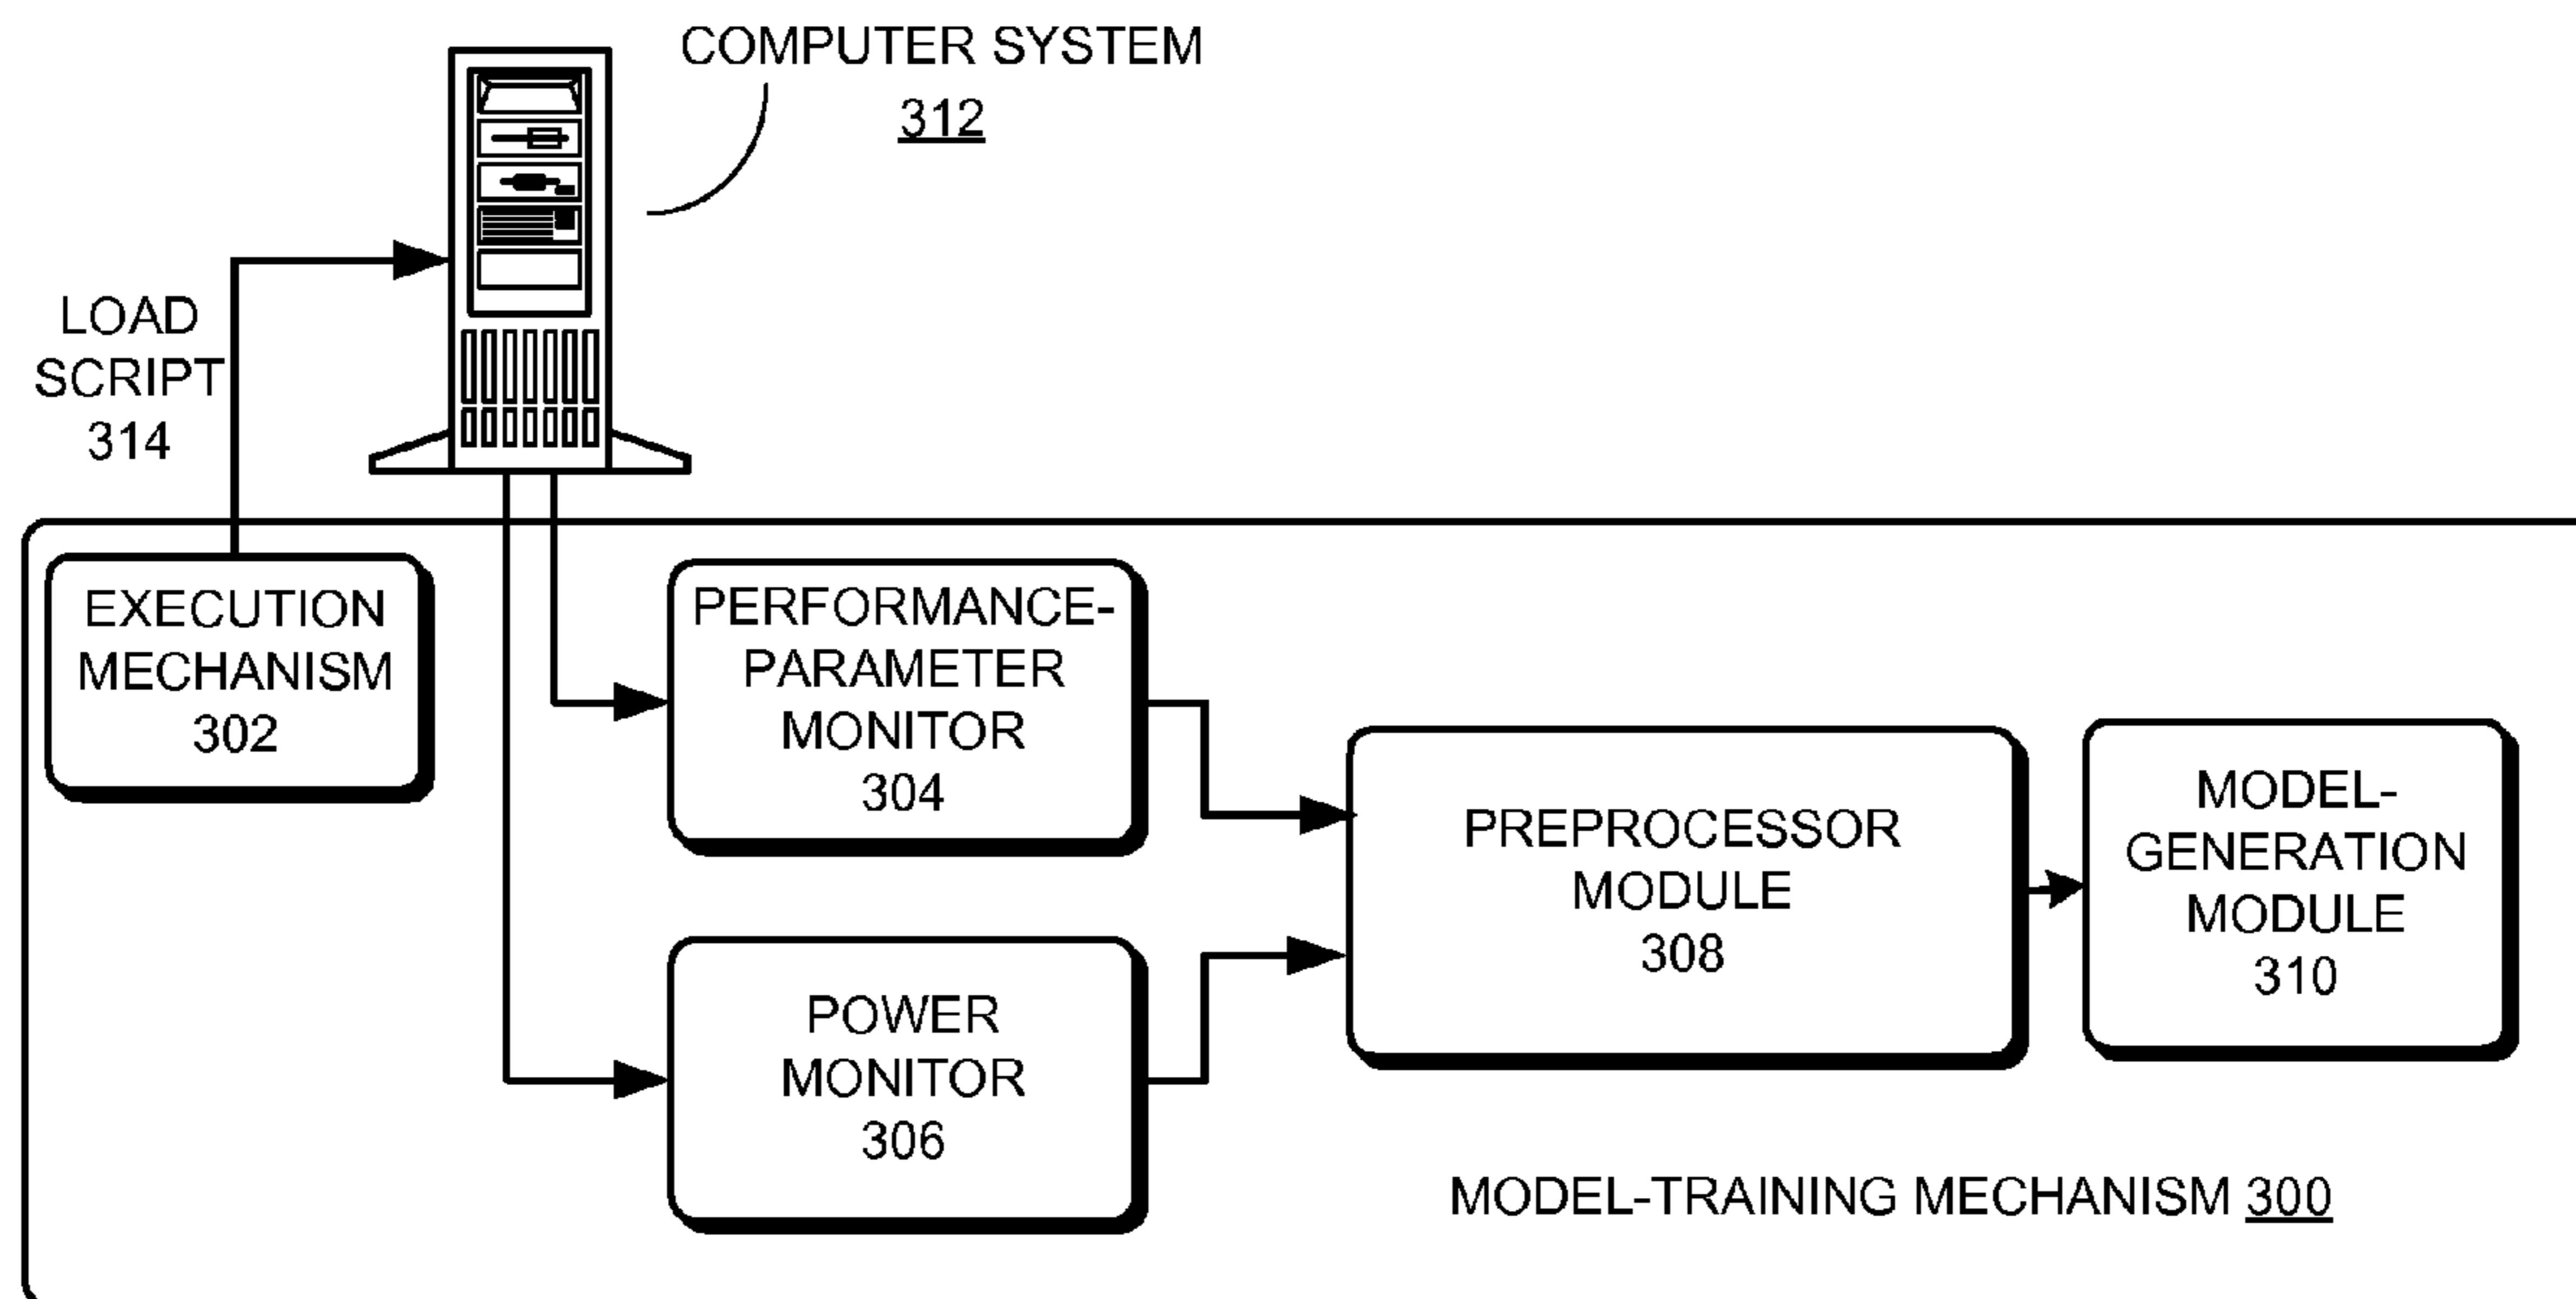 COMPUTER SYSTEM
312
LOAD
SCRIPT
314
EXECUTION
MECHANISM
302
PERFORMANCE-
PARAMETER
MONITOR
304
POWER
MONITOR
306
PREPROCESSOR
MODULE
308
MODEL-
GENERATION
MODULE
310
MODEL-TRAINING MECHANISM 300